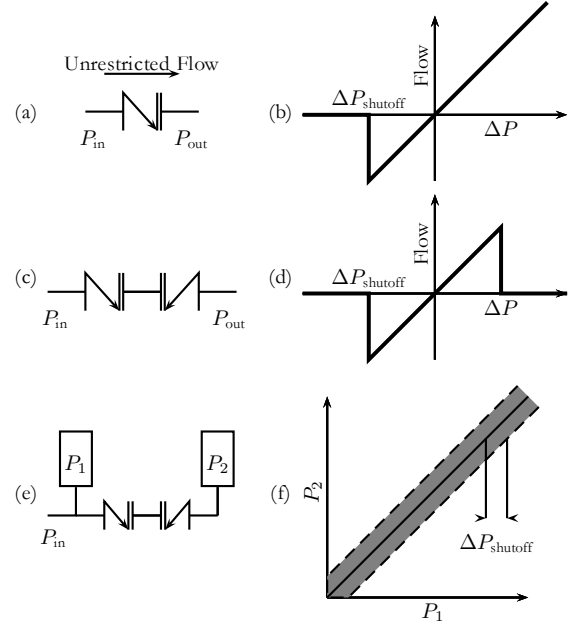 Unrestricted Flow
(a)
P_in
P_out
(b)
Flow
ΔP_shutoff
ΔP
(c)
P_in
P_out
(d)
Flow
ΔP_shutoff
ΔP
(e)
P_1
P_2
P_in
(f)
P_2
ΔP_shutoff
P_1